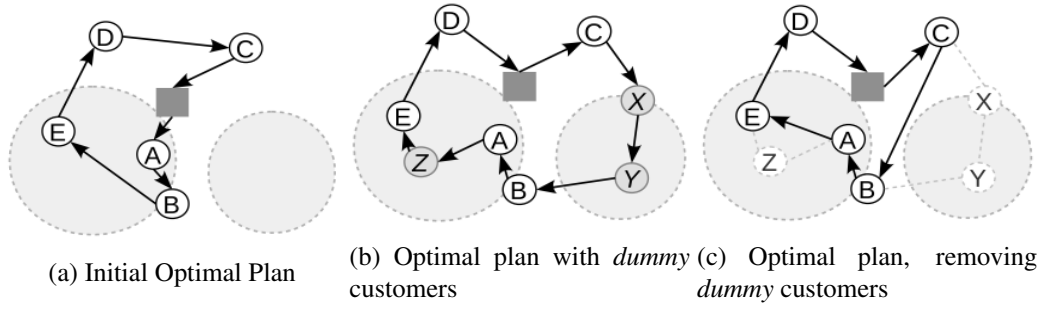 D
C
E
A
B
(a) Initial Optimal Plan
D
C
X
E
A
Z
Y
B
(b) Optimal plan with dummy
customers
D
C
X
E
A
Z
Y
B
(c) Optimal plan, removing
dummy customers